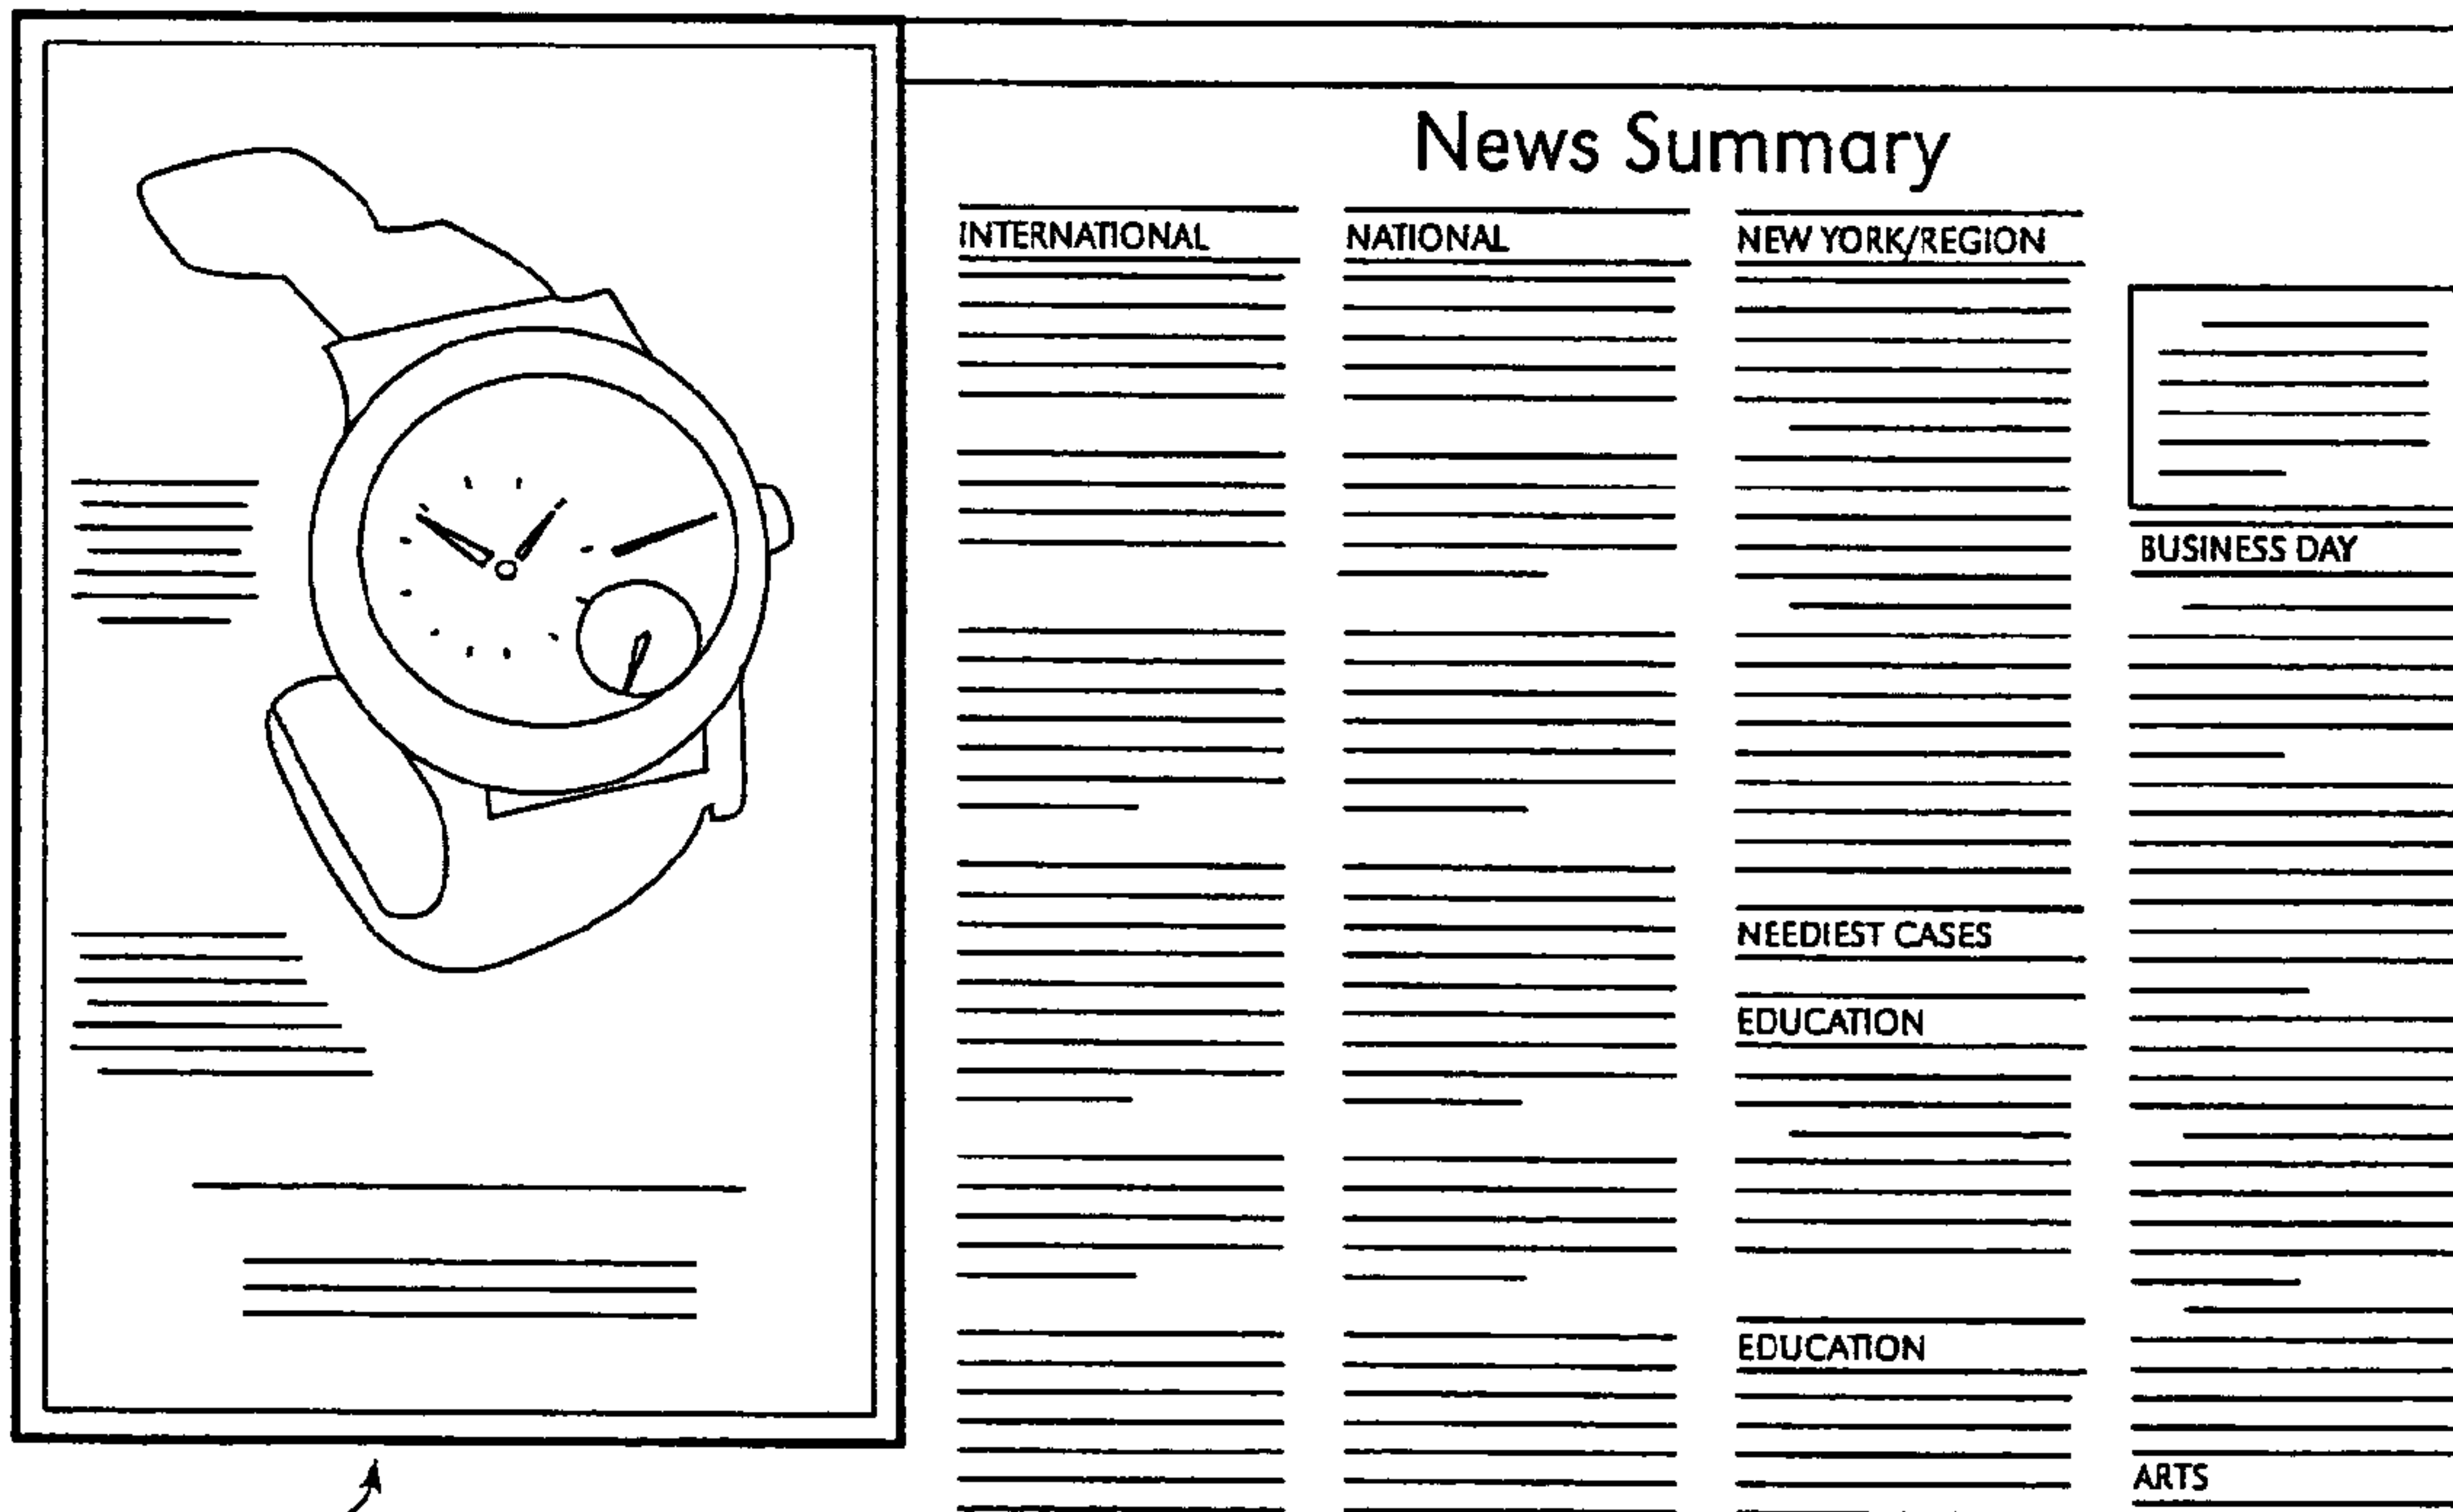 News Summary
INTERNATIONAL
NATIONAL
NEW YORK/REGION
NEEDIEST CASES
EDUCATION
EDUCATION
BUSINESS DAY
ARTS